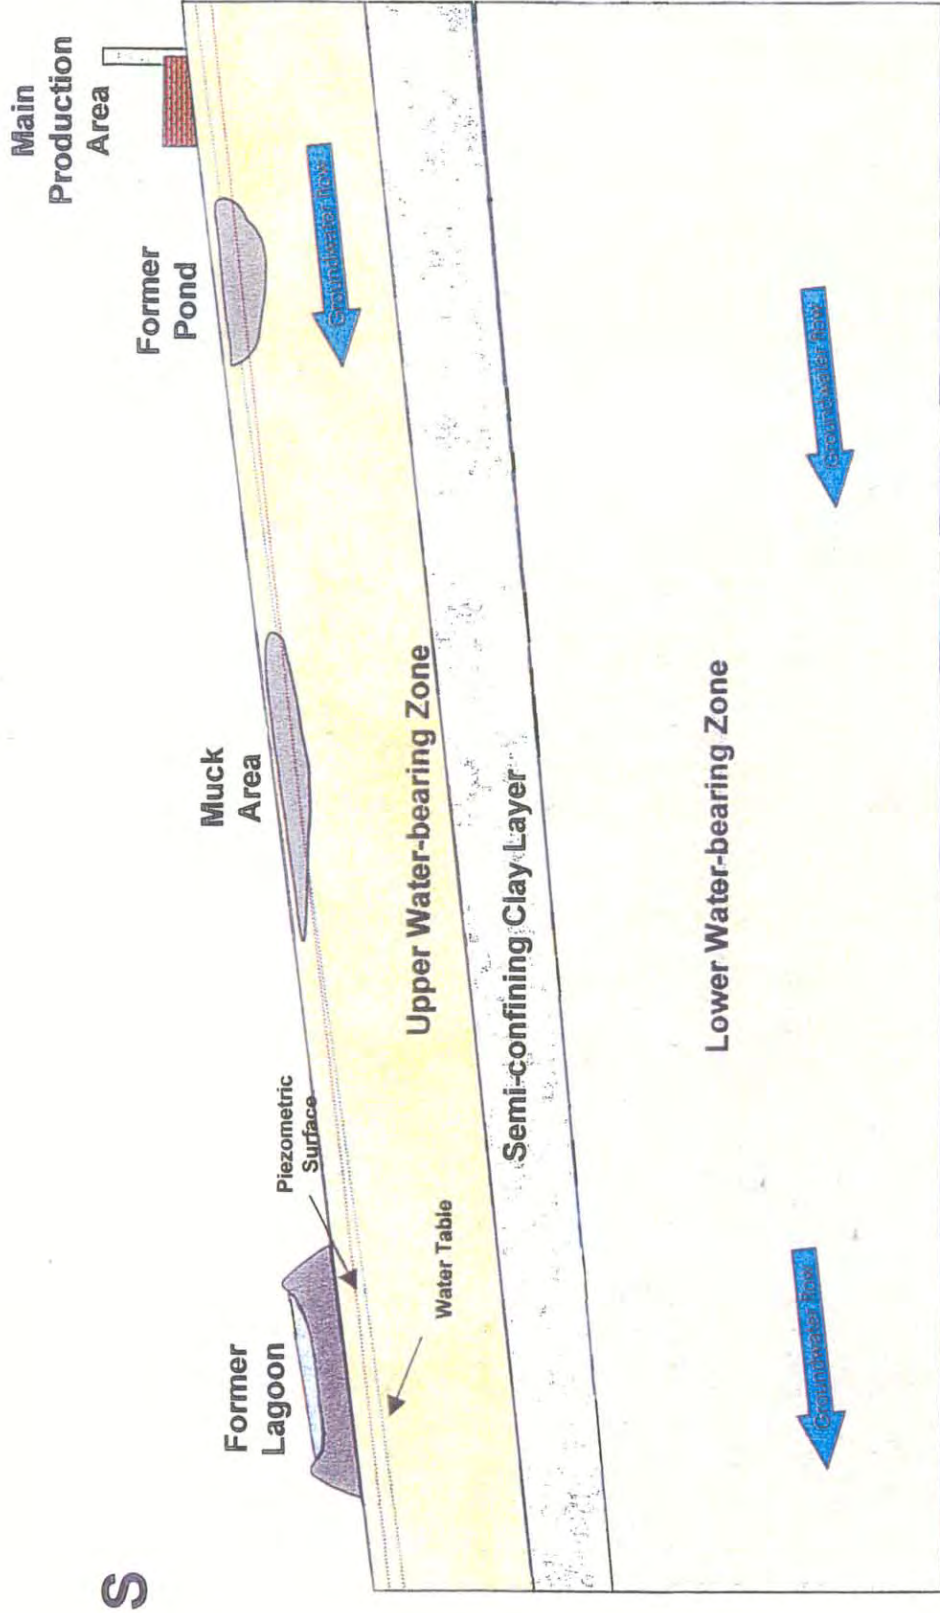 S
Main
Production
Area
Former
Pond
Muck
Area
Former
Lagoon
Piezometric
Surface
Water Table
Groundwater flow
Upper Water-bearing Zone
Semi-confining Clay Layer
Groundwater flow
Groundwater flow
Lower Water-bearing Zone